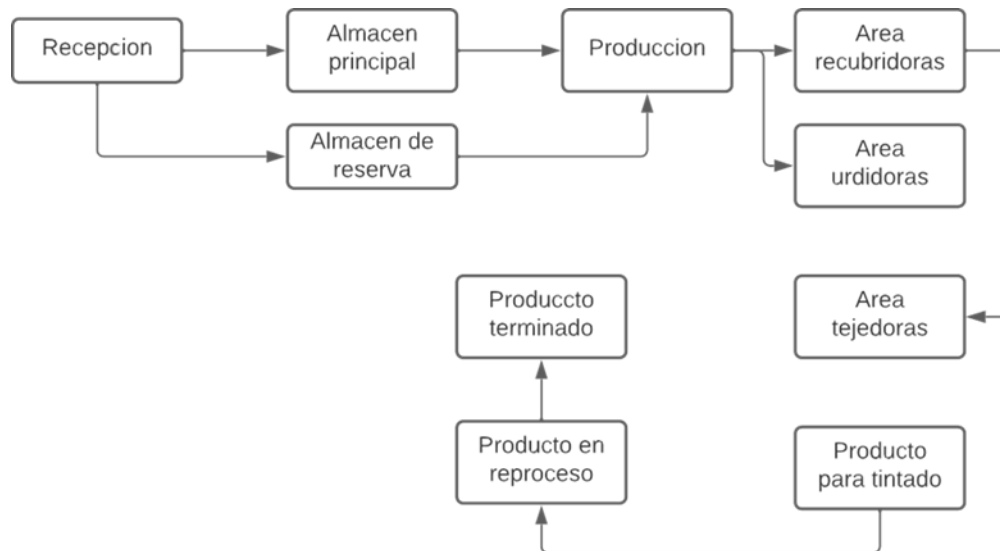 Recepcion
Almacen
principal
Produccion
Area
recubridoras
Almacen de
reserva
Area
urdidoras
Produccto
terminado
Area
tejedoras
Producto en
reproceso
Producto
para tintado